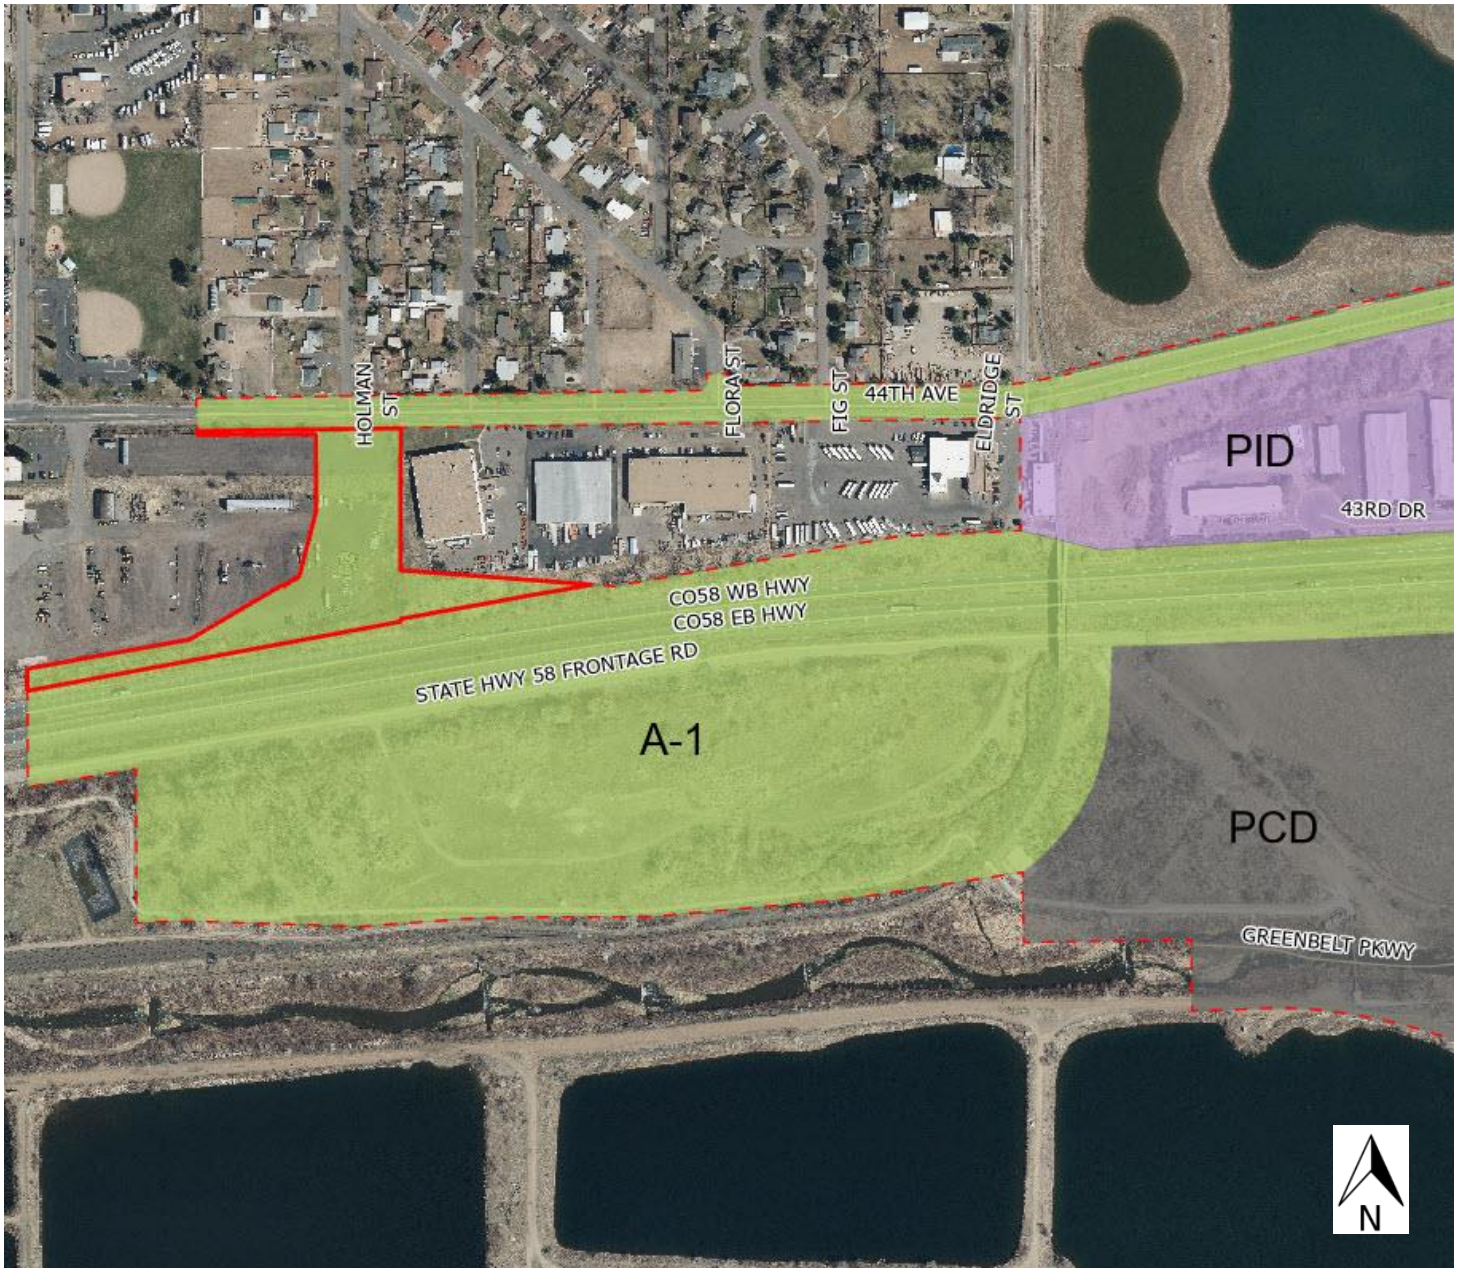 HOLMAN
ST
FLORA ST
FIG ST
44TH AVE
ELDRIDGE
ST
PID
43RD DR
CO58 WB HWY
CO58 EB HWY
STATE HWY 58 FRONTAGE RD
A-1
PCD
GREENBELT PKWY
N